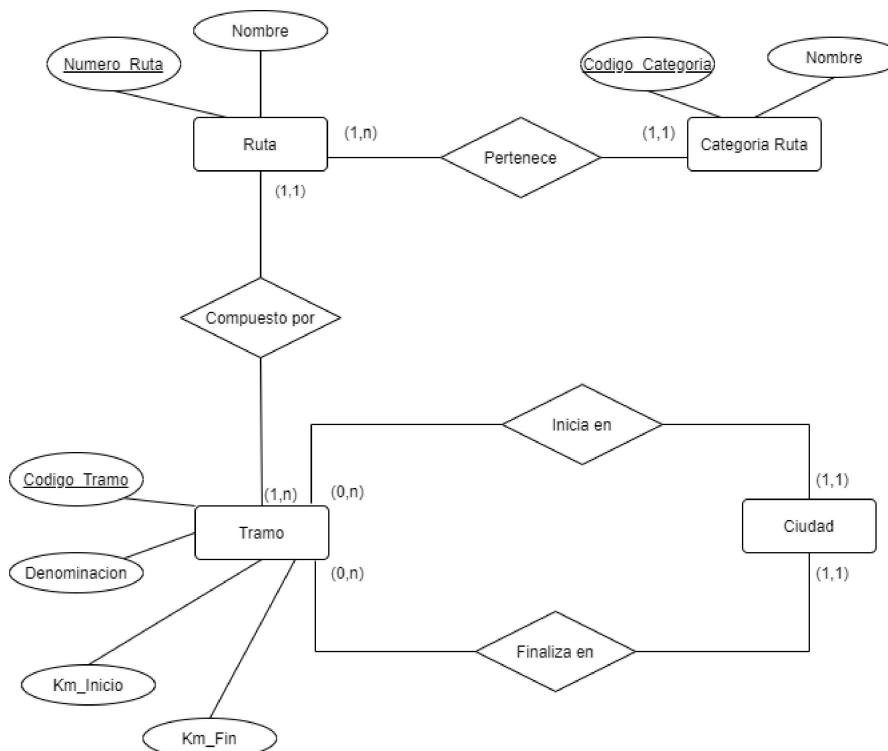 Nombre
Numero_Ruta
Codigo_Categoria
Nombre
Ruta
(1,n)
Pertenece
(1,1)
Categoria Ruta
(1,1)
Compuesto por
Inicia en
Codigo_Tramo
(1,n)
(0,n)
(1,1)
Tramo
Ciudad
Denominacion
(0,n)
(1,1)
Finaliza en
Km_Inicio
Km_Fin